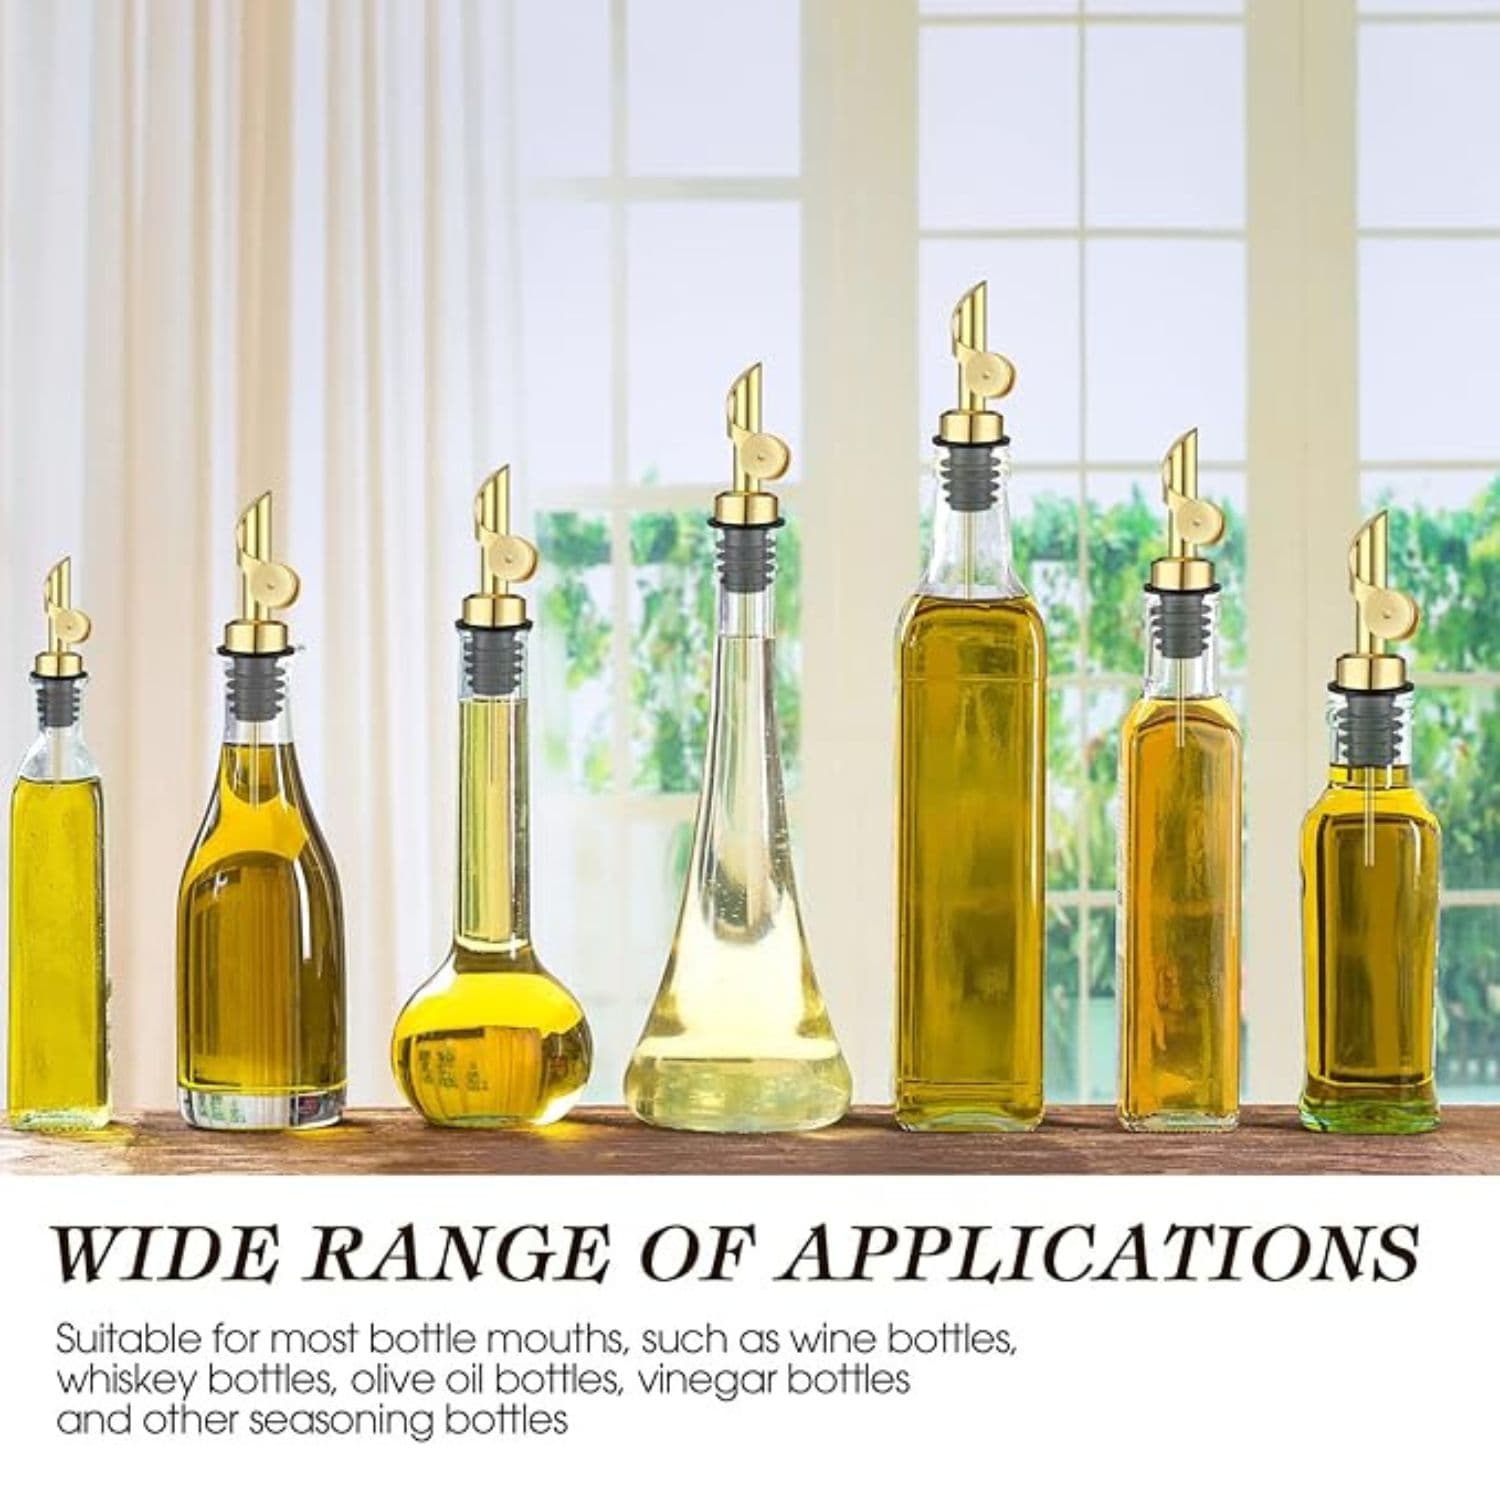 WIDE RANGE OF APPLICATIONS
Suitable for most bottle mouths, such as wine bottles,
whiskey bottles, olive oil bottles, vinegar bottles
and other seasoning bottles